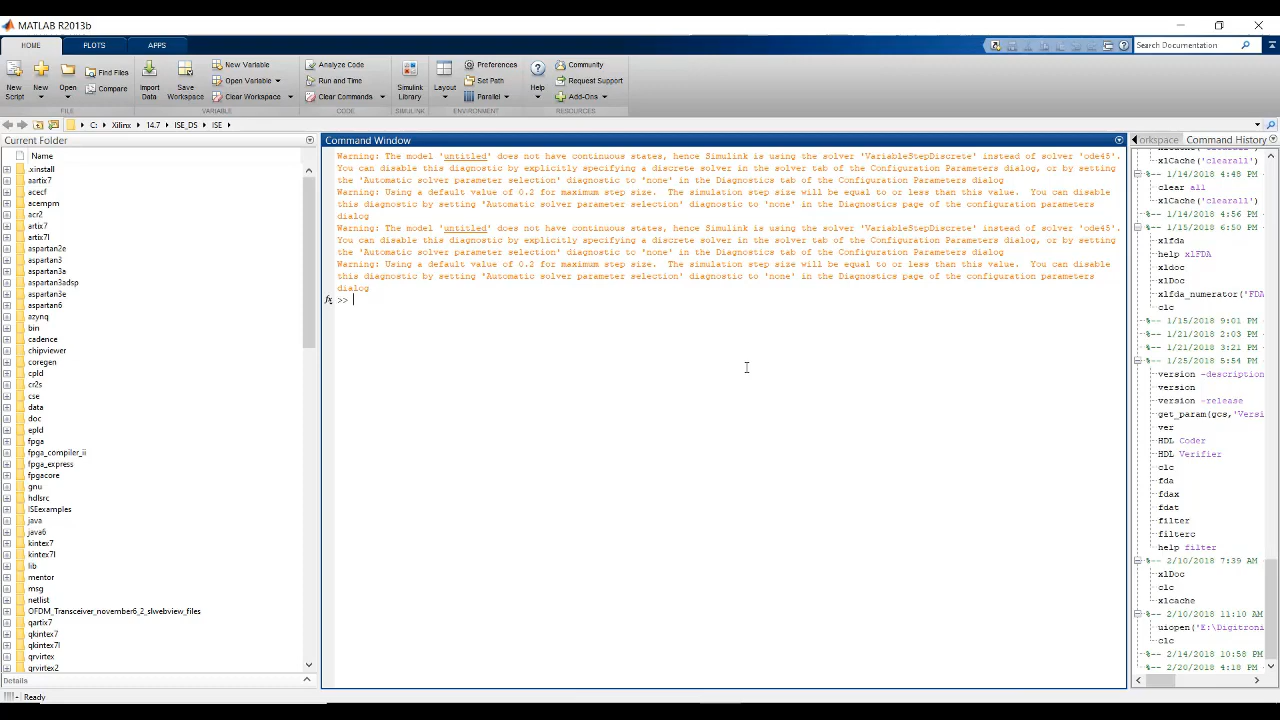 MATLAB R2013b
HOME PLOTS APPS
Search Documentation
New Script
New
Open
Find Files
Compare
FILE
Import Data
Save Workspace
New Variable
Open Variable
Clear Workspace
VARIABLE
Analyze Code
Run and Time
Clear Commands
CODE
Simulink Library
SIMULINK
Layout
Preferences
Set Path
Parallel
ENVIRONMENT
Help
Community
Request Support
Add-Ons
RESOURCES
C: Xilinx 14.7 ISE_DS ISE
Current Folder
Name
.xinstall
aartix7
acecf
acempm
acr2
artix7
artix7l
aspartan2e
aspartan3
aspartan3a
aspartan3adsp
aspartan3e
aspartan6
azynq
bin
cadence
chipviewer
coregen
cpld
cr2s
cse
data
doc
epld
fpga
fpga_compiler_ii
fpga_express
fpgacore
gnu
hdlsrc
ISEexamples
java
java6
kintex7
kintex7l
lib
mentor
msg
netlist
OFDM_Transceiver_november6_2_slwebview_files
qartix7
qkintex7
qkintex7l
qrvirtex
qrvirtex2
Details
Ready
Command Window
Warning: The model 'untitled' does not have continuous states, hence Simulink is using the solver 'VariableStepDiscrete' instead of solver 'ode45'.
You can disable this diagnostic by explicitly specifying a discrete solver in the solver tab of the Configuration Parameters dialog, or by setting
the 'Automatic solver parameter selection' diagnostic to 'none' in the Diagnostics tab of the Configuration Parameters dialog
Warning: Using a default value of 0.2 for maximum step size. The simulation step size will be equal to or less than this value. You can disable
this diagnostic by setting 'Automatic solver parameter selection' diagnostic to 'none' in the Diagnostics page of the configuration parameters
dialog
Warning: The model 'untitled' does not have continuous states, hence Simulink is using the solver 'VariableStepDiscrete' instead of solver 'ode45'.
You can disable this diagnostic by explicitly specifying a discrete solver in the solver tab of the Configuration Parameters dialog, or by setting
the 'Automatic solver parameter selection' diagnostic to 'none' in the Diagnostics tab of the Configuration Parameters dialog
Warning: Using a default value of 0.2 for maximum step size. The simulation step size will be equal to or less than this value. You can disable
this diagnostic by setting 'Automatic solver parameter selection' diagnostic to 'none' in the Diagnostics page of the configuration parameters
dialog
fx >>
orkspace Command History
xlCache('clearall')
%-- 1/14/2018 4:48 PM
clear all
xlCache('clearall')
%-- 1/14/2018 4:56 PM
%-- 1/15/2018 6:50 PM
xlfda
help xlFDA
xldoc
xlDoc
xlfda_numerator('FDA
clc
%-- 1/15/2018 9:01 PM
%-- 1/21/2018 2:03 PM
%-- 1/21/2018 3:21 PM
%-- 1/25/2018 5:54 PM
version -description
version
version -release
get_param(gcs,'Versi
ver
HDL Coder
HDL Verifier
clc
fda
fdax
fdat
filter
filterc
help filter
%-- 2/10/2018 7:39 AM
xlDoc
clc
xlcache
%-- 2/10/2018 11:10 AM
uiopen('E:\Digitroni
clc
%-- 2/14/2018 10:58 PM
%-- 2/20/2018 4:18 PM